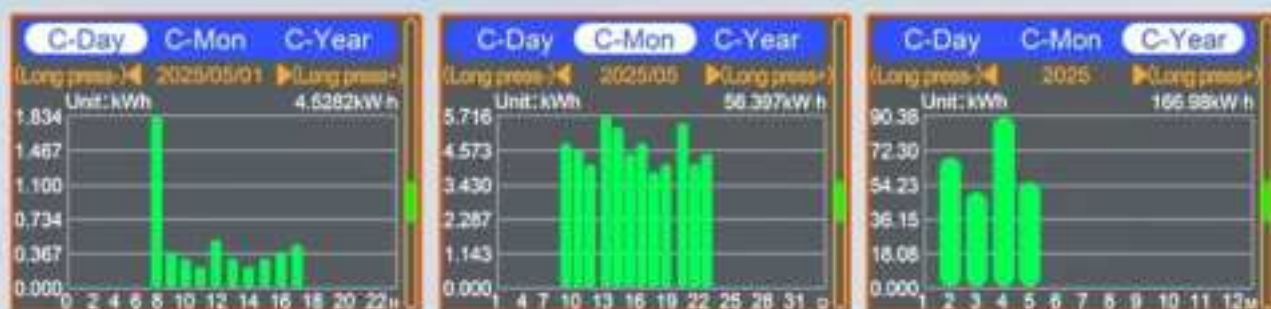 C-Day C-Mon C-Year
(Long press-) 2025/05/01 (Long press+)
Unit: kWh 4.5282kW·h
1.834
1.467
1.100
0.734
0.367
0.000
0 2 4 6 8 10 12 14 16 18 20 22 H
C-Day C-Mon C-Year
(Long press-) 2025/05 (Long press+)
Unit: kWh 56.397kW·h
5.716
4.573
3.430
2.287
1.143
0.000
1 4 7 10 13 16 19 22 25 28 31 D
C-Day C-Mon C-Year
(Long press-) 2025 (Long press+)
Unit: kWh 166.98kW·h
90.38
72.30
54.23
36.15
18.08
0.000
1 2 3 4 5 6 7 8 9 10 11 12 M